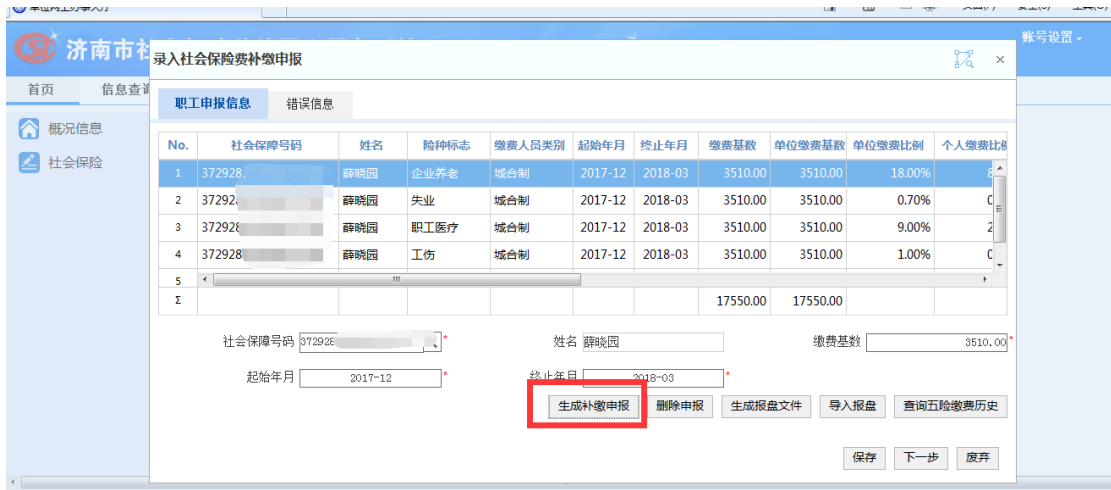 账号设置
济南市社
首页 信息查询
概况信息
社会保险
录入社会保险费补缴申报
职工申报信息 错误信息
No. 社会保障号码 姓名 险种标志 缴费人员类别 起始年月 终止年月 缴费基数 单位缴费基数 单位缴费比例 个人缴费比例
1 372928 薛晓园 企业养老 城合制 2017-12 2018-03 3510.00 3510.00 18.00% 8
2 37292 薛晓园 失业 城合制 2017-12 2018-03 3510.00 3510.00 0.70% 0
3 372928 薛晓园 职工医疗 城合制 2017-12 2018-03 3510.00 3510.00 9.00% 2
4 372928 薛晓园 工伤 城合制 2017-12 2018-03 3510.00 3510.00 1.00% 0
5
Σ 17550.00 17550.00
社会保障号码 372928 * 姓名 薛晓园 缴费基数 3510.00 *
起始年月 2017-12 * 终止年月 2018-03 *
生成补缴申报 删除申报 生成报盘文件 导入报盘 查询五险缴费历史
保存 下一步 废弃